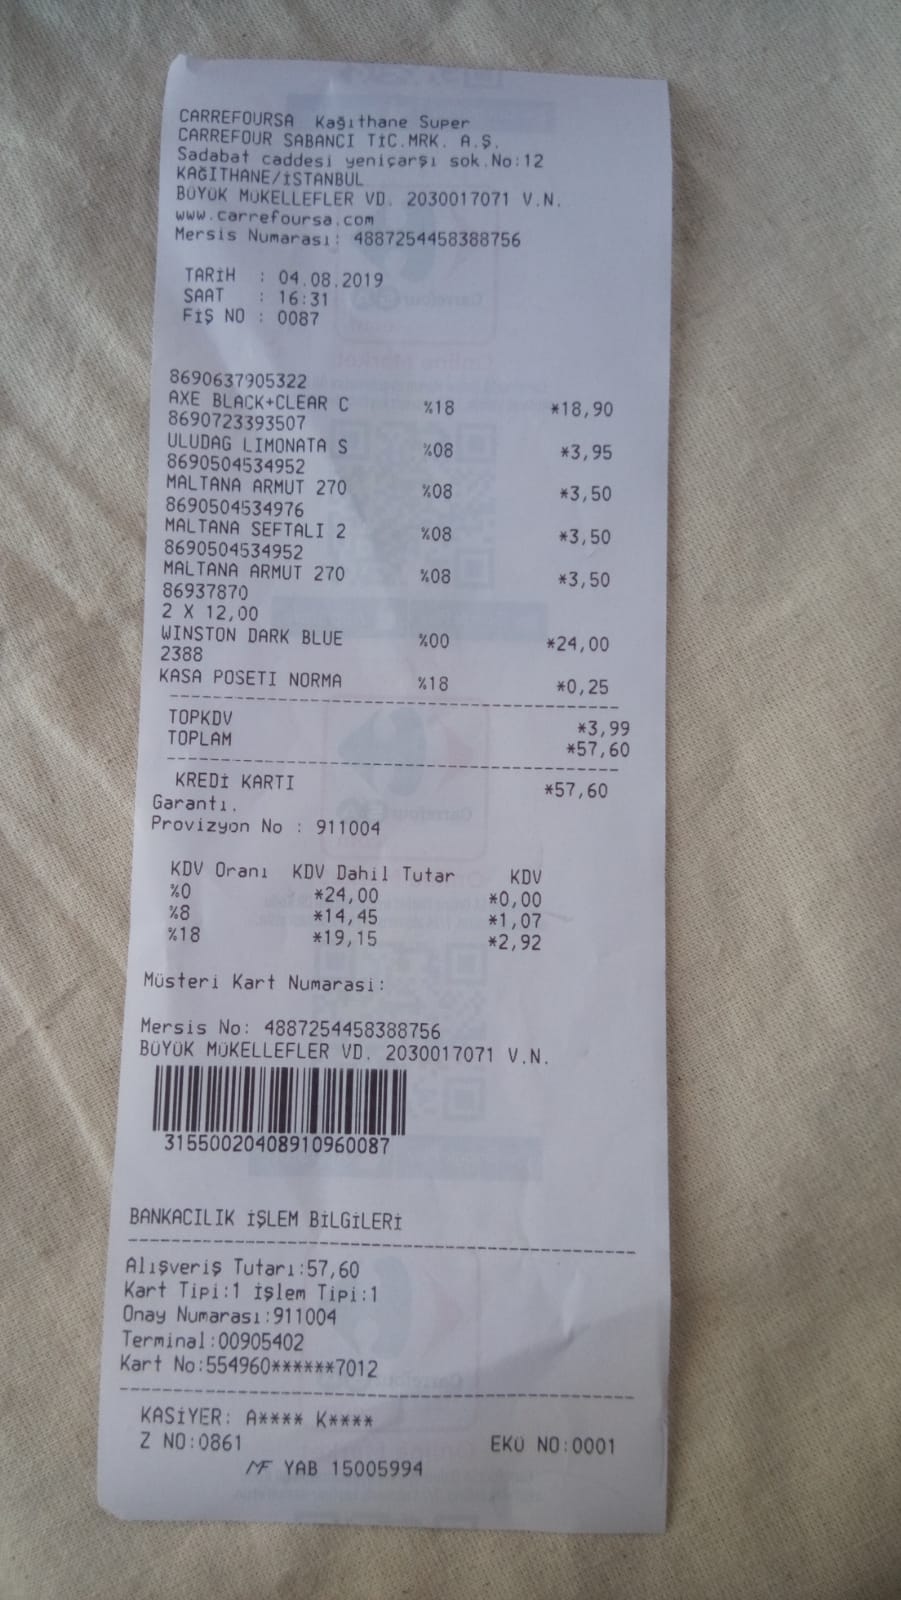 CARREFOURSA Kağıthane Super
CARREFOUR SABANCI TİC.MRK. A.Ş.
Sadabat caddesi yeniçarşı sok.No:12
KAĞITHANE/İSTANBUL
BÜYÜK MÜKELLEFLER VD. 2030017071 V.N.
www.carrefoursa.com
Mersis Numarası: 4887254458388756
TARİH : 04.08.2019
SAAT : 16:31
FİŞ NO : 0087
8690637905322
AXE BLACK+CLEAR C %18 *18,90
8690723393507
ULUDAG LIMONATA S %08 *3,95
8690504534952
MALTANA ARMUT 270 %08 *3,50
8690504534976
MALTANA SEFTALI 2 %08 *3,50
8690504534952
MALTANA ARMUT 270 %08 *3,50
86937870
2 X 12,00
WINSTON DARK BLUE %00 *24,00
2388
KASA POSETI NORMA %18 *0,25
TOPKDV *3,99
TOPLAM *57,60
KREDİ KARTI *57,60
Garantı.
Provizyon No : 911004
KDV Oranı KDV Dahil Tutar KDV
%0 *24,00 *0,00
%8 *14,45 *1,07
%18 *19,15 *2,92
Müsteri Kart Numarasi:
Mersis No: 4887254458388756
BÜYÜK MÜKELLEFLER VD. 2030017071 V.N.
31550020408910960087
BANKACILIK İŞLEM BİLGİLERİ
Alışveriş Tutarı:57,60
Kart Tipi:1 İşlem Tipi:1
Onay Numarası:911004
Terminal:00905402
Kart No:554960******7012
KASİYER: A**** K****
Z NO:0861 EKÜ NO:0001
MF YAB 15005994